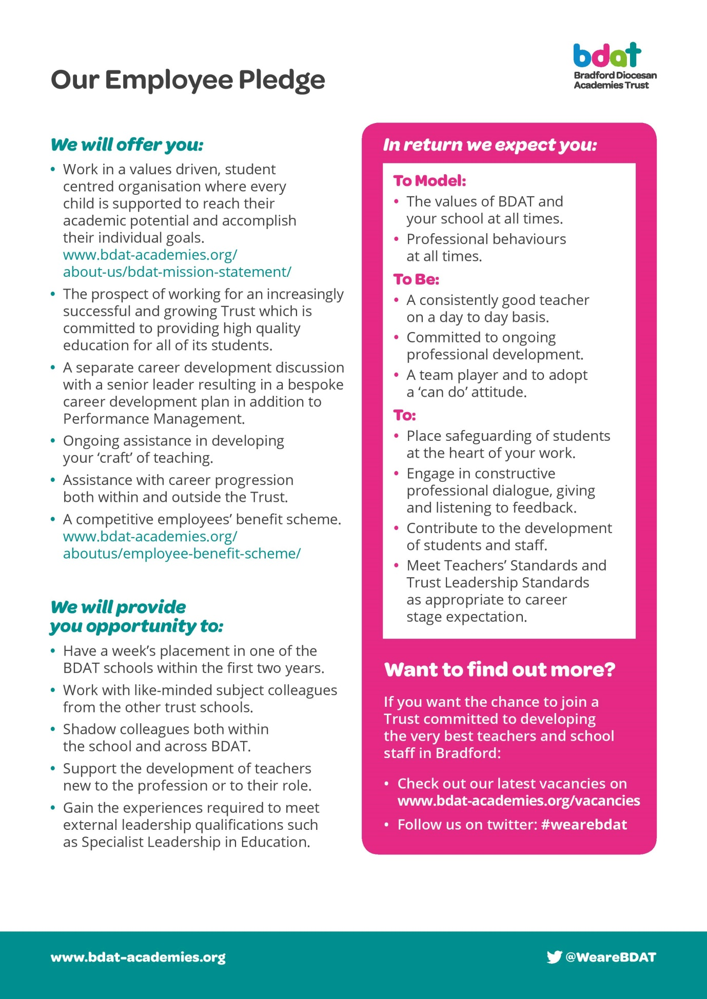 bdat
Bradford Diocesan
Academies Trust
Our Employee Pledge
We will offer you:
• Work in a values driven, student
centred organisation where every
child is supported to reach their
academic potential and accomplish
their individual goals.
www.bdat-academies.org/
about-us/bdat-mission-statement/
• The prospect of working for an increasingly
successful and growing Trust which is
committed to providing high quality
education for all of its students.
• A separate career development discussion
with a senior leader resulting in a bespoke
career development plan in addition to
Performance Management.
• Ongoing assistance in developing
your ‘craft’ of teaching.
• Assistance with career progression
both within and outside the Trust.
• A competitive employees’ benefit scheme.
www.bdat-academies.org/
aboutus/employee-benefit-scheme/
We will provide
you opportunity to:
• Have a week’s placement in one of the
BDAT schools within the first two years.
• Work with like-minded subject colleagues
from the other trust schools.
• Shadow colleagues both within
the school and across BDAT.
• Support the development of teachers
new to the profession or to their role.
• Gain the experiences required to meet
external leadership qualifications such
as Specialist Leadership in Education.
In return we expect you:
To Model:
• The values of BDAT and
your school at all times.
• Professional behaviours
at all times.
To Be:
• A consistently good teacher
on a day to day basis.
• Committed to ongoing
professional development.
• A team player and to adopt
a ‘can do’ attitude.
To:
• Place safeguarding of students
at the heart of your work.
• Engage in constructive
professional dialogue, giving
and listening to feedback.
• Contribute to the development
of students and staff.
• Meet Teachers’ Standards and
Trust Leadership Standards
as appropriate to career
stage expectation.
Want to find out more?
If you want the chance to join a
Trust committed to developing
the very best teachers and school
staff in Bradford:
• Check out our latest vacancies on
www.bdat-academies.org/vacancies
• Follow us on twitter: #wearebdat
www.bdat-academies.org
@WeareBDAT